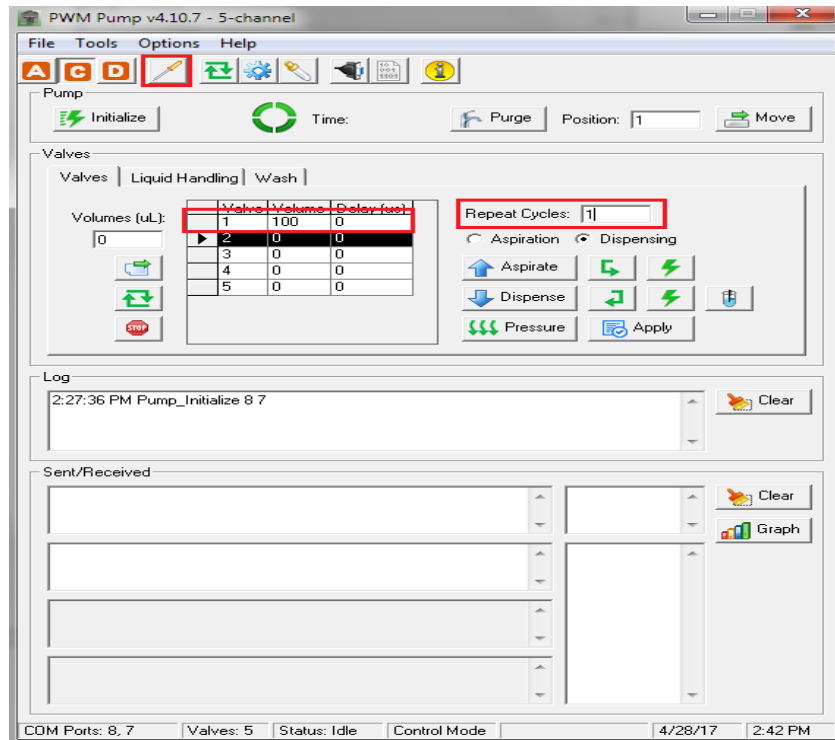 PWM Pump v4.10.7 - 5-channel
File Tools Options Help
A C D
Pump
Initialize Time: Purge Position: 1 Move
Valves
Valves Liquid Handling Wash
Volumes (uL):
0
STOP
Valve Volume Delay (us)
1 100 0
2 0 0
3 0 0
4 0 0
5 0 0
Repeat Cycles: 1
Aspiration Dispensing
Aspirate
Dispense
Pressure Apply
Log
2:27:36 PM Pump_Initialize 8 7
Clear
Sent/Received
Clear
Graph
COM Ports: 8, 7 Valves: 5 Status: Idle Control Mode 4/28/17 2:42 PM